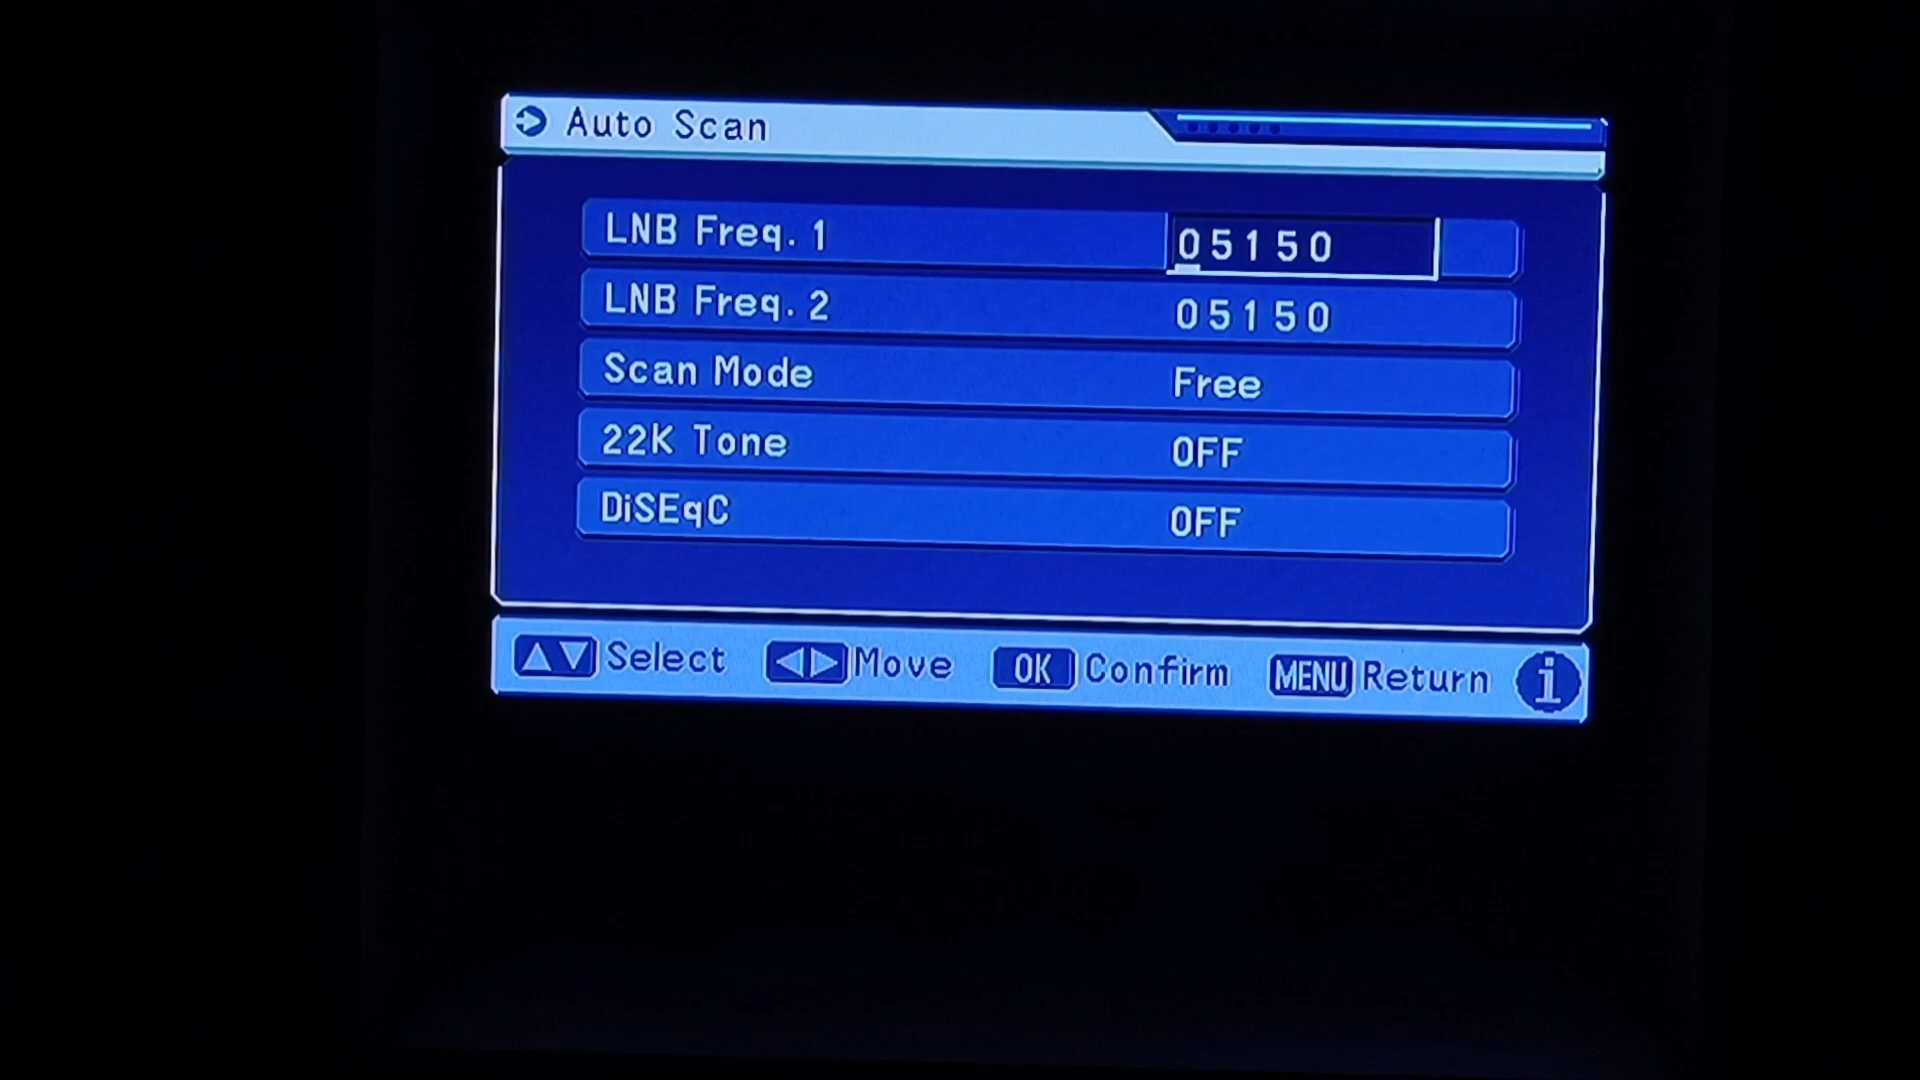 Auto Scan
LNB Freq. 1 05150
LNB Freq. 2 05150
Scan Mode Free
22K Tone OFF
DiSEqC OFF
Select Move OK Confirm MENU Return i